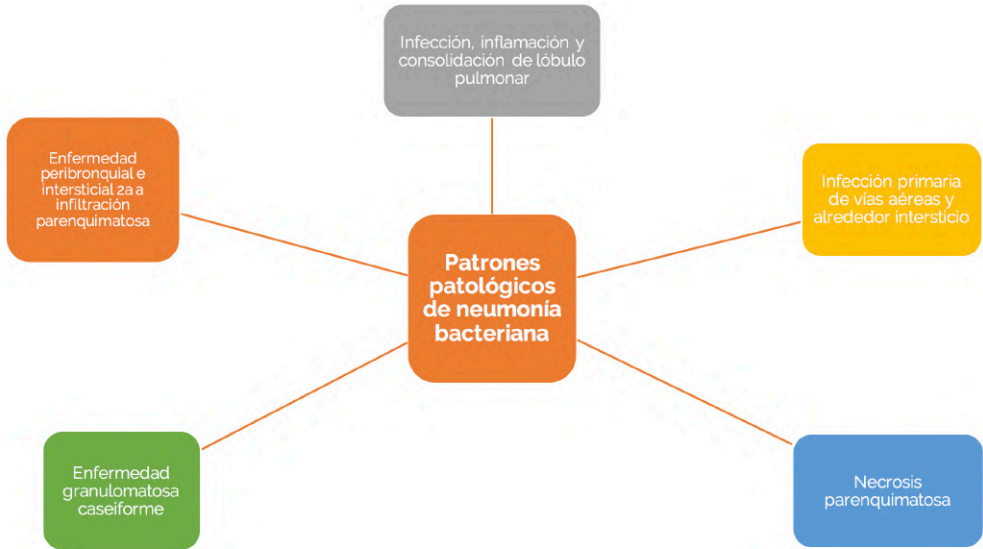 Infección, inflamación y
consolidación de lóbulo
pulmonar
Enfermedad
peribronquial e
intersticial 2a a
infiltración
parenquimatosa
Infección primaria
de vías aéreas y
alrededor intersticio
Patrones
patológicos
de neumonía
bacteriana
Enfermedad
granulomatosa
caseiforme
Necrosis
parenquimatosa